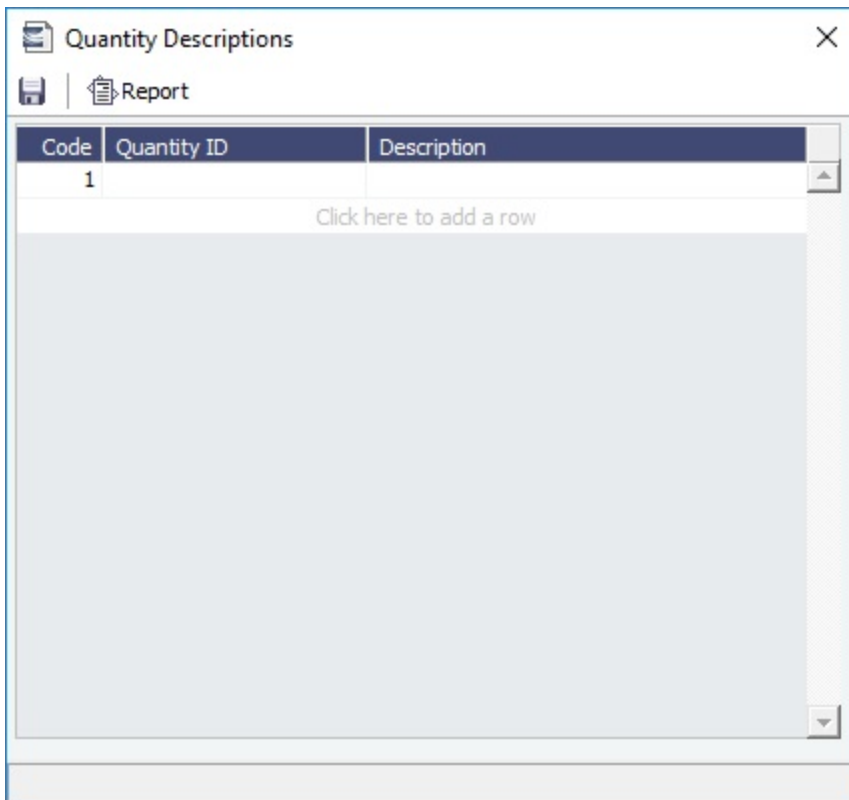 Quantity Descriptions
Report
Code Quantity ID Description
1
Click here to add a row